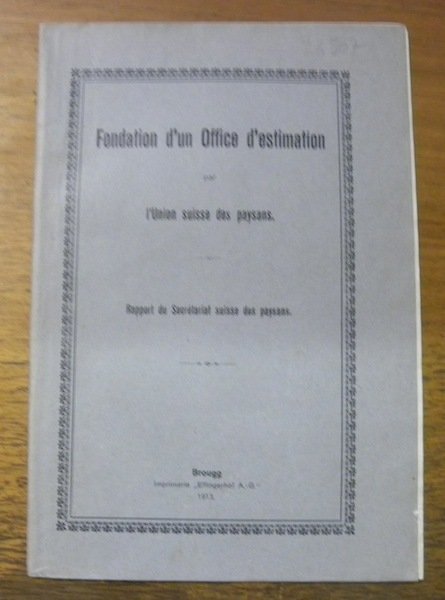 Fondation d'un Office d'estimation
par
l'Union suisse des paysans.
Rapport du Secrétariat suisse des paysans.
Brougg
Imprimerie „Effingerhof A.-G."
1913.